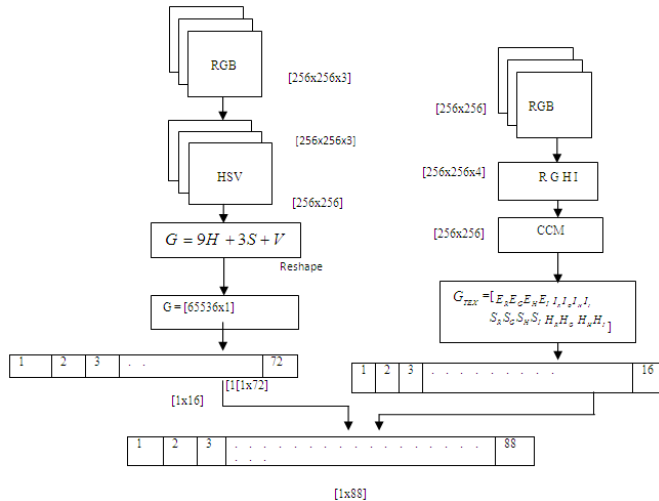 RGB
[256x256x3]
[256x256x3]
HSV
[256x256]
G = 9H + 3S + V
Reshape
G = [65536x1]
1 2 3 . . 72
[1[1x72]
[1x16]
RGB
[256x256]
[256x256x4]
R G H I
[256x256]
CCM
G_TEX = [ E_R E_G E_H E_I I_R I_G I_H I_I
S_R S_G S_H S_I H_R H_G H_H H_I ]
1 2 3 . . . . . . . . . 16
1 2 3 . . . . . . . . . . . . . . . . . . 88
. . .
[1x88]